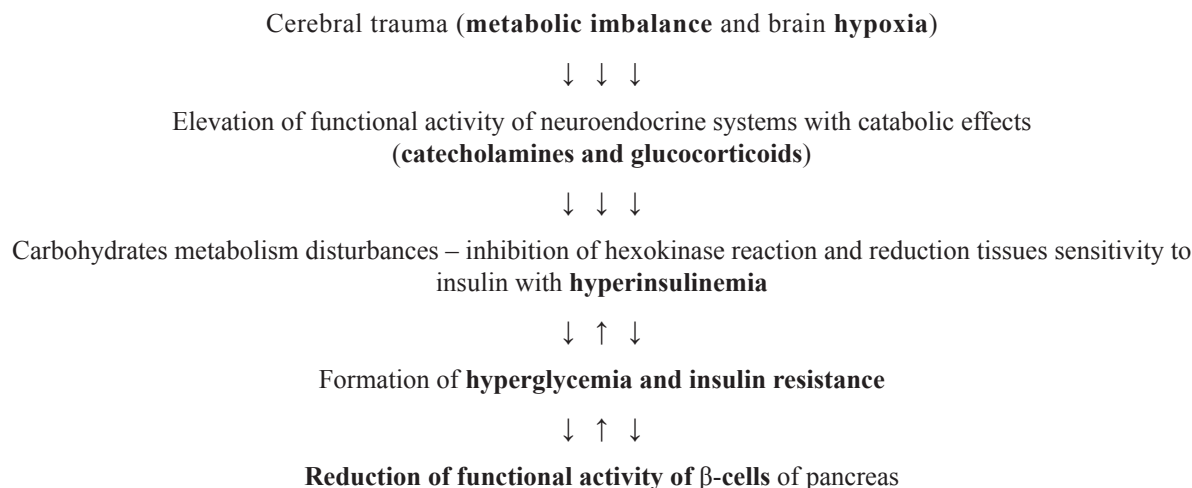 Cerebral trauma (metabolic imbalance and brain hypoxia)
↓ ↓ ↓
Elevation of functional activity of neuroendocrine systems with catabolic effects
(catecholamines and glucocorticoids)
↓ ↓ ↓
Carbohydrates metabolism disturbances – inhibition of hexokinase reaction and reduction tissues sensitivity to
insulin with hyperinsulinemia
↓ ↑ ↓
Formation of hyperglycemia and insulin resistance
↓ ↑ ↓
Reduction of functional activity of β-cells of pancreas